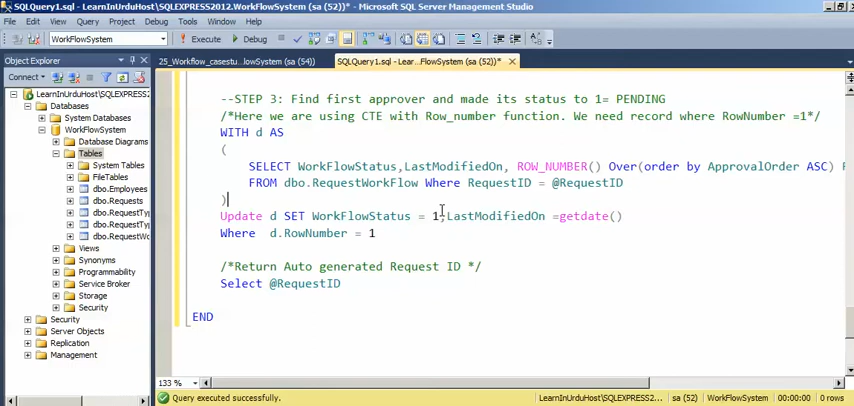 SQLQuery1.sql - LearnInUrduHost\SQLEXPRESS2012.WorkFlowSystem (sa (52))* - Microsoft SQL Server Management Studio
File Edit View Query Project Debug Tools Window Help
WorkFlowSystem Execute Debug
Object Explorer
25_Workflow_casestu...lowSystem (sa (54))
SQLQuery1.sql - Lear...FlowSystem (sa (52))*
Connect
LearnInUrduHost\SQLEXPRESS2
Databases
System Databases
WorkFlowSystem
Database Diagrams
Tables
System Tables
FileTables
dbo.Employees
dbo.Requests
dbo.RequestTyp
dbo.RequestTyp
dbo.RequestWo
Views
Synonyms
Programmability
Service Broker
Storage
Security
Security
Server Objects
Replication
Management
--STEP 3: Find first approver and made its status to 1= PENDING
/*Here we are using CTE with Row_number function. We need record where RowNumber =1*/
WITH d AS
(
SELECT WorkFlowStatus,LastModifiedOn, ROW_NUMBER() Over(order by ApprovalOrder ASC)
FROM dbo.RequestWorkFlow Where RequestID = @RequestID
)
Update d SET WorkFlowStatus = 1,LastModifiedOn =getdate()
Where d.RowNumber = 1
/*Return Auto generated Request ID */
Select @RequestID
END
133 %
Query executed successfully.
LearnInUrduHost\SQLEXPRESS2... sa (52) WorkFlowSystem 00:00:00 0 rows